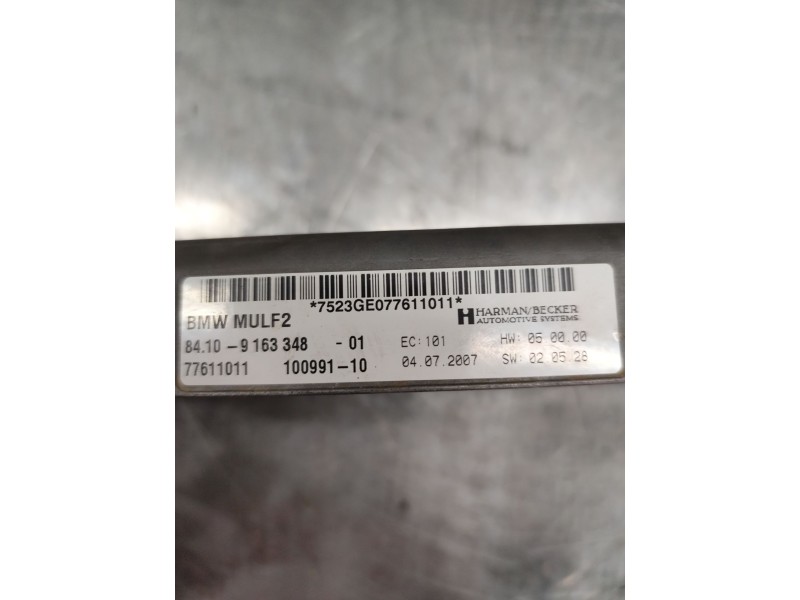 *7523GE077611011*
BMW MULF2
HARMAN/BECKER
AUTOMOTIVE SYSTEMS
84.10 - 9 163 348 - 01 EC:101 HW: 05 00.00
77611011 100991-10 04.07.2007 SW: 02 05.28